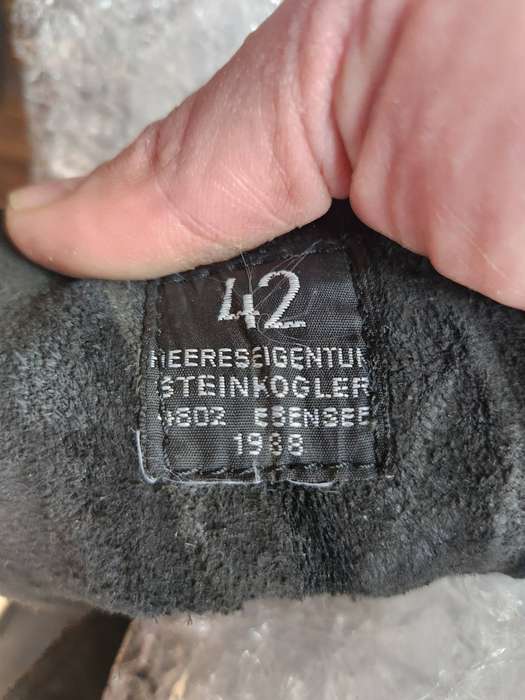 42
HEERESEIGENTUM
STEINKOGLER
4802 EBENSEE
1988